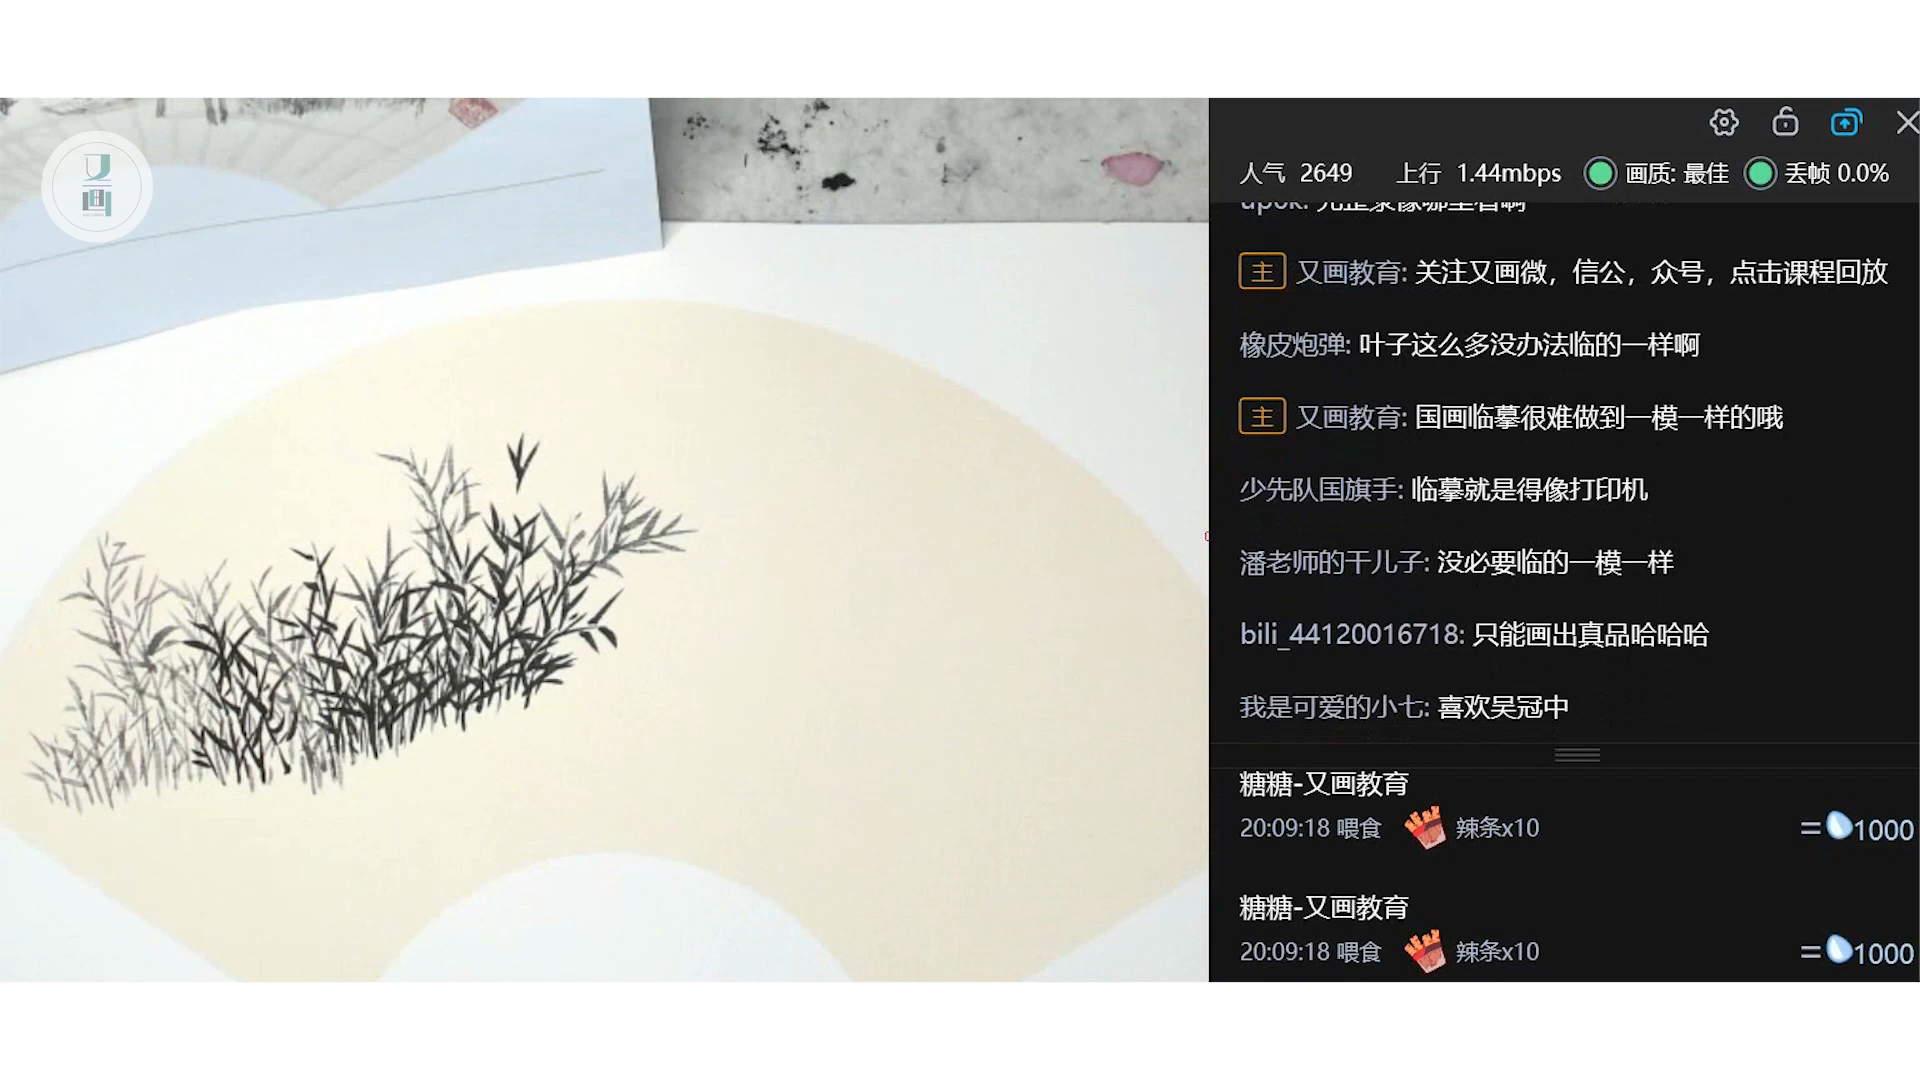 又画
人气 2649 上行 1.44mbps 画质: 最佳 丢帧 0.0%
主 又画教育: 关注又画微，信公，众号，点击课程回放
橡皮炮弹: 叶子这么多没办法临的一样啊
主 又画教育: 国画临摹很难做到一模一样的哦
少先队国旗手: 临摹就是得像打印机
潘老师的干儿子: 没必要临的一模一样
bili_44120016718: 只能画出真品哈哈哈
我是可爱的小七: 喜欢吴冠中
糖糖-又画教育
20:09:18 喂食 辣条x10 =1000
糖糖-又画教育
20:09:18 喂食 辣条x10 =1000